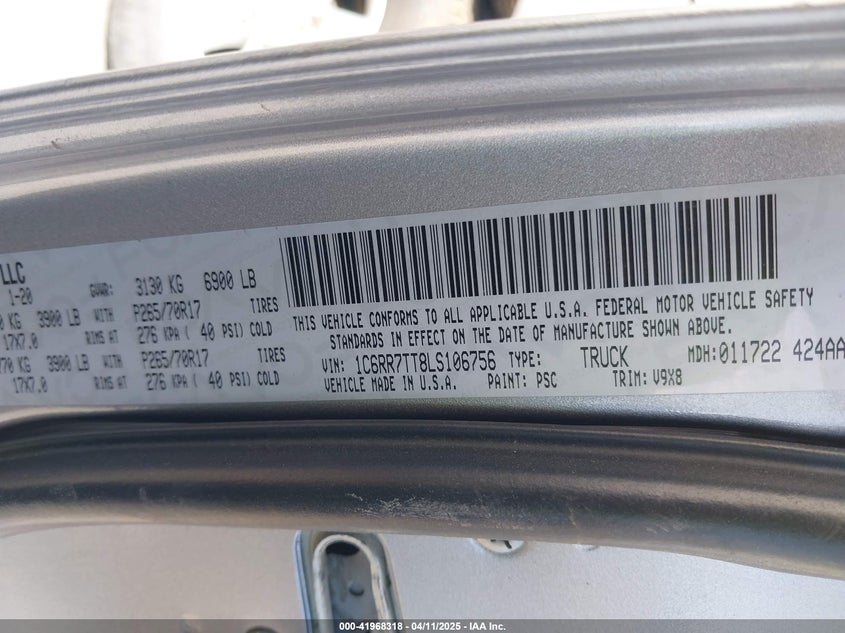 LLC
1-20 GVWR: 3130 KG 6900 LB
KG 3900 LB WITH P265/70R17 TIRES
17X7.0 RIMS AT 276 KPA ( 40 PSI) COLD
70 KG 3900 LB WITH P265/70R17 TIRES
17X7.0 RIMS AT 276 KPA ( 40 PSI) COLD
THIS VEHICLE CONFORMS TO ALL APPLICABLE U.S.A. FEDERAL MOTOR VEHICLE SAFETY
STANDARDS IN EFFECT ON THE DATE OF MANUFACTURE SHOWN ABOVE.
VIN: 1C6RR7TT8LS106756 TYPE: TRUCK MDH:011722 424AA
VEHICLE MADE IN U.S.A. PAINT: PSC TRIM: V9X8
000-41968318 - 04/11/2025 - IAA Inc.